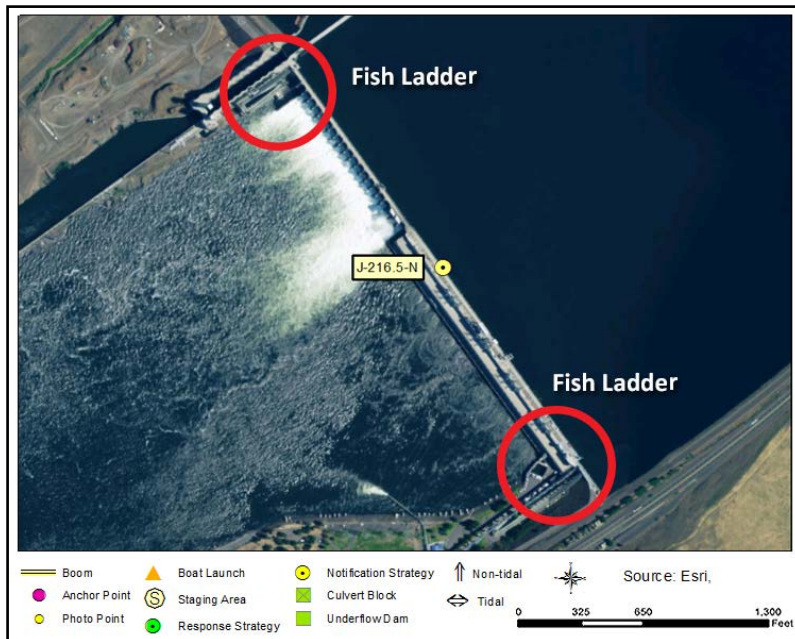 Fish Ladder
J-216.5-N
Fish Ladder
Boom
Anchor Point
Photo Point
Boat Launch
S
Staging Area
Response Strategy
Notification Strategy
Culvert Block
Underflow Dam
Non-tidal
Tidal
Source: Esri,
0 325 650 1,300
Feet